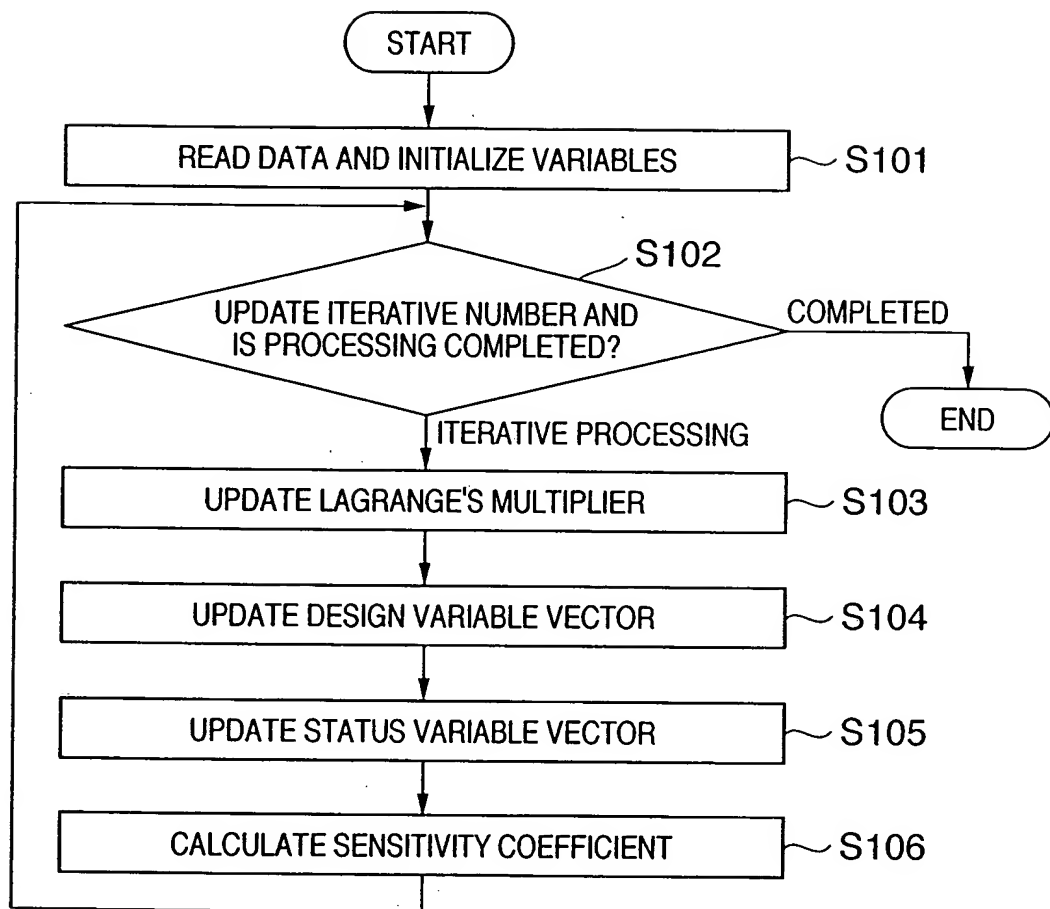 START
READ DATA AND INITIALIZE VARIABLES
S101
S102
UPDATE ITERATIVE NUMBER AND
IS PROCESSING COMPLETED?
COMPLETED
END
ITERATIVE PROCESSING
UPDATE LAGRANGE'S MULTIPLIER
S103
UPDATE DESIGN VARIABLE VECTOR
S104
UPDATE STATUS VARIABLE VECTOR
S105
CALCULATE SENSITIVITY COEFFICIENT
S106